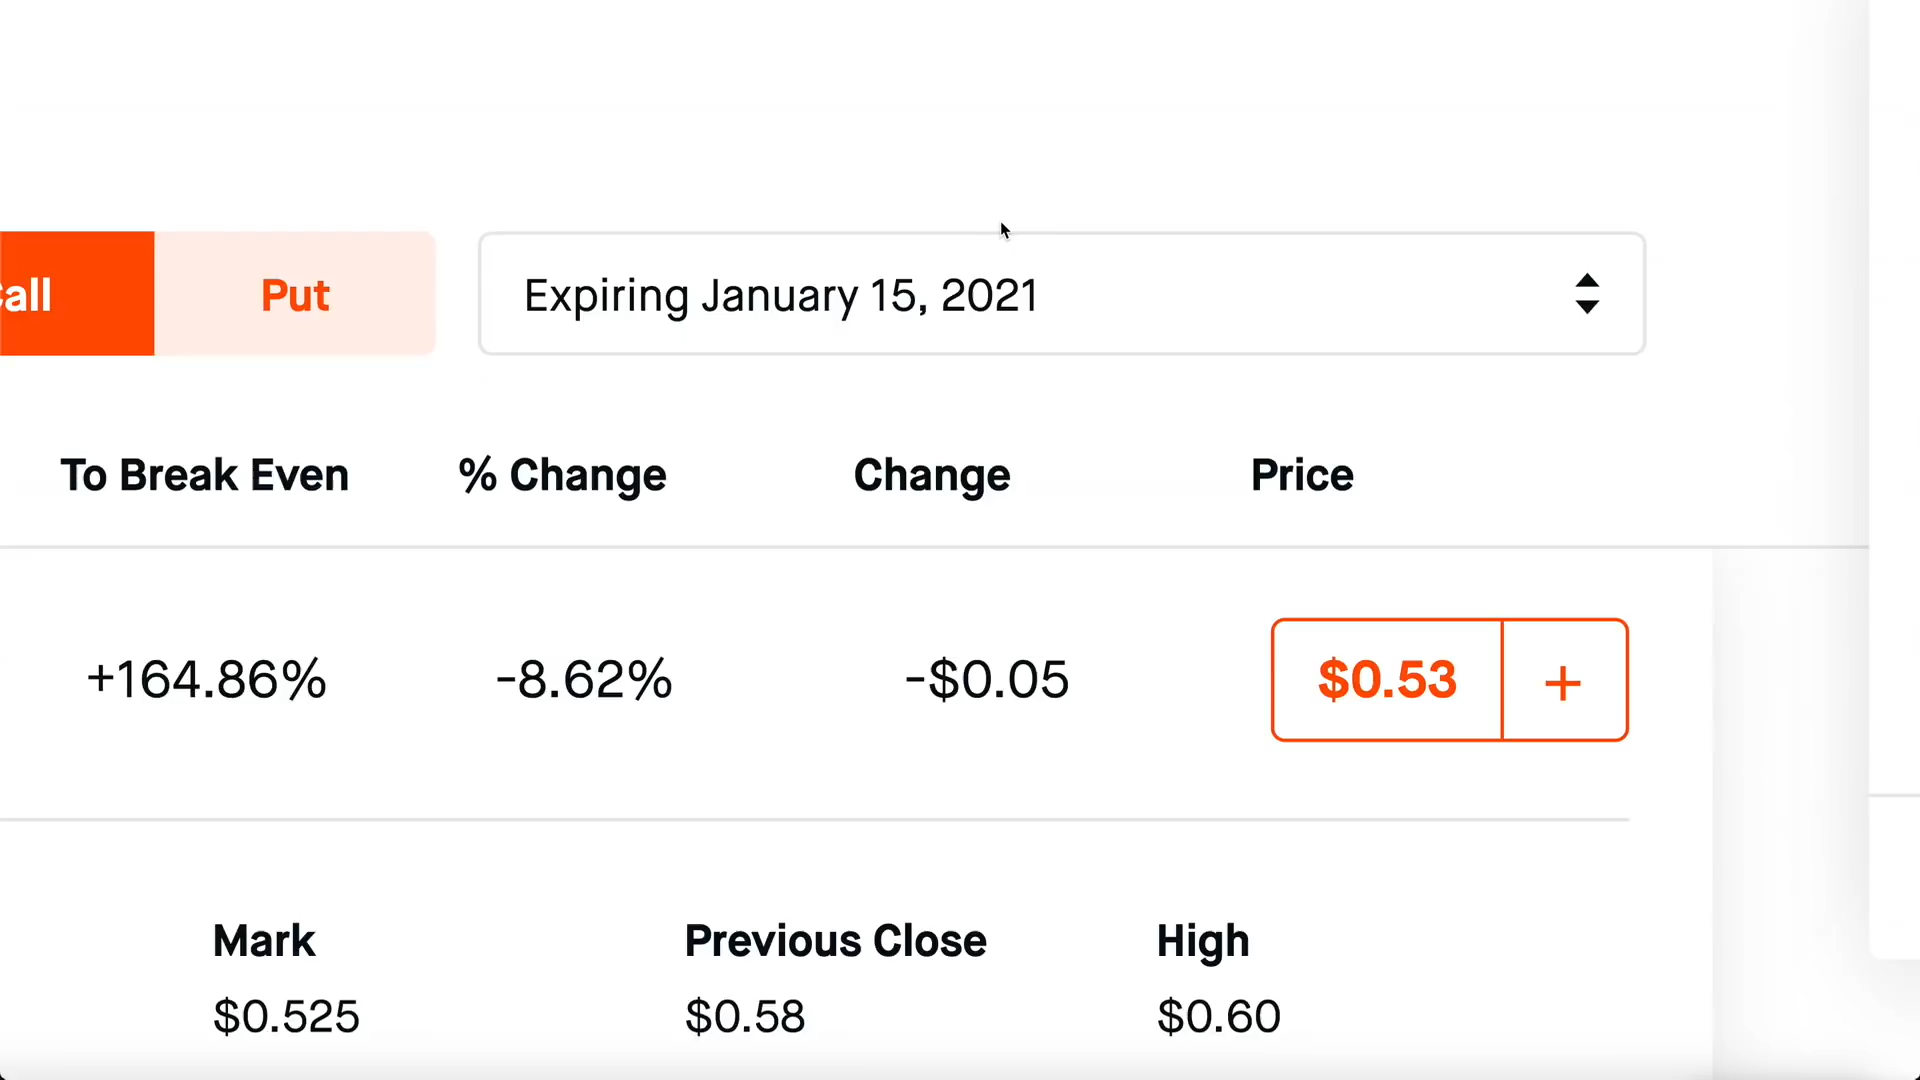 all Put Expiring January 15, 2021
To Break Even % Change Change Price
+164.86% -8.62% -$0.05 $0.53 +
Mark Previous Close High
$0.525 $0.58 $0.60